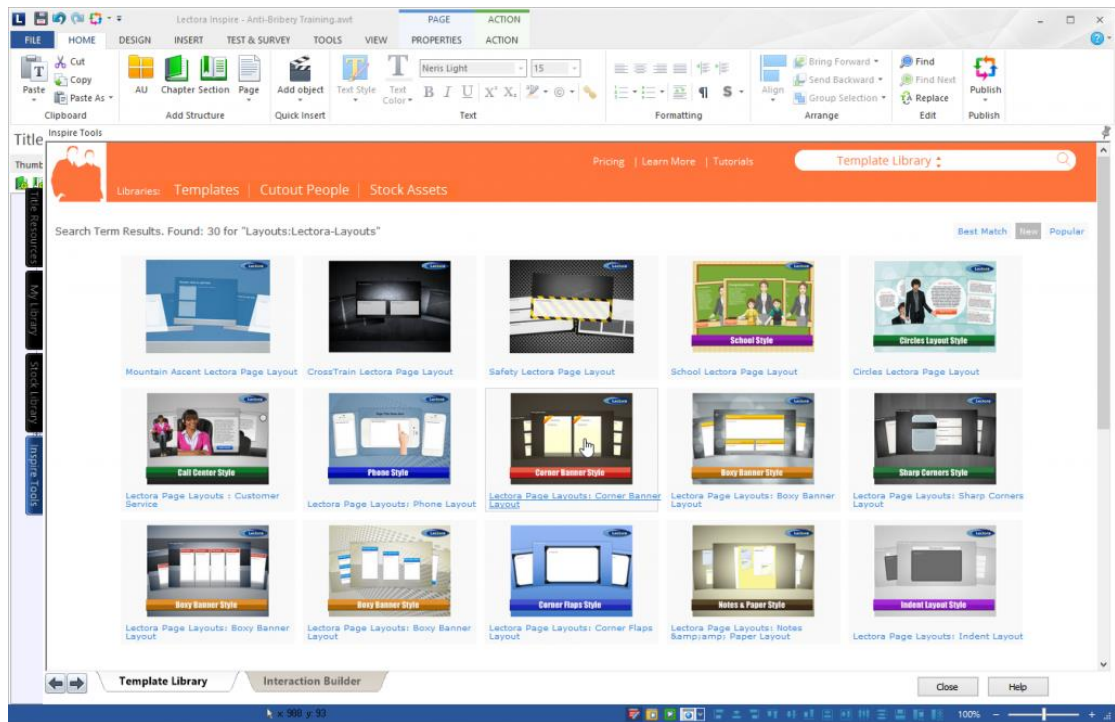 Lectora Inspire - Anti-Bribery Training.awt
PAGE
ACTION
FILE
HOME
DESIGN
INSERT
TEST & SURVEY
TOOLS
VIEW
PROPERTIES
ACTION
Paste
Cut
Copy
Paste As
Clipboard
AU
Chapter
Section
Page
Add Structure
Add object
Quick Insert
Text Style
Text Color
Neris Light
15
B I U X² X₂
Text
Formatting
Align
Bring Forward
Send Backward
Group Selection
Arrange
Find
Find Next
Replace
Edit
Publish
Publish
Title
Inspire Tools
Thumb
Title Resources
My Library
Stock Library
Inspire Tools
Pricing | Learn More | Tutorials
Template Library
Libraries: Templates | Cutout People | Stock Assets
Search Term Results. Found: 30 for "Layouts:Lectora-Layouts"
Best Match
New
Popular
School Style
Circles Layout Style
Mountain Ascent Lectora Page Layout
CrossTrain Lectora Page Layout
Safety Lectora Page Layout
School Lectora Page Layout
Circles Lectora Page Layout
Call Center Style
Phone Style
Corner Banner Style
Boxy Banner Style
Sharp Corners Style
Lectora Page Layouts : Customer
Service
Lectora Page Layouts: Phone Layout
Lectora Page Layouts: Corner Banner
Layout
Lectora Page Layouts: Boxy Banner
Layout
Lectora Page Layouts: Sharp Corners
Layout
Boxy Banner Style
Boxy Banner Style
Corner Flaps Style
Notes & Paper Style
Indent Layout Style
Lectora Page Layouts: Boxy Banner
Layout
Lectora Page Layouts: Boxy Banner
Layout
Lectora Page Layouts: Corner Flaps
Layout
Lectora Page Layouts: Notes
&amp;amp; Paper Layout
Lectora Page Layouts: Indent Layout
Template Library
Interaction Builder
Close
Help
x: 900 y: 93
100%